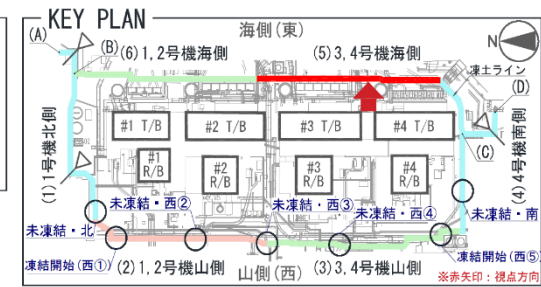 KEY PLAN
海側(東)
(A)
(B)
(6)1,2号機海側
(5)3,4号機海側
N
凍土ライン
(D)
#1 T/B
#2 T/B
#3 T/B
#4 T/B
(C)
(1)1号機北側
(4)4号機南側
#1
R/B
#2
R/B
#3
R/B
#4
R/B
未凍結・西②
未凍結・西③
未凍結・西④
未凍結・北
未凍結・南
凍結開始(西①)
(2)1,2号機山側
山側(西)
(3)3,4号機山側
凍結開始(西⑤)
※赤矢印:視点方向